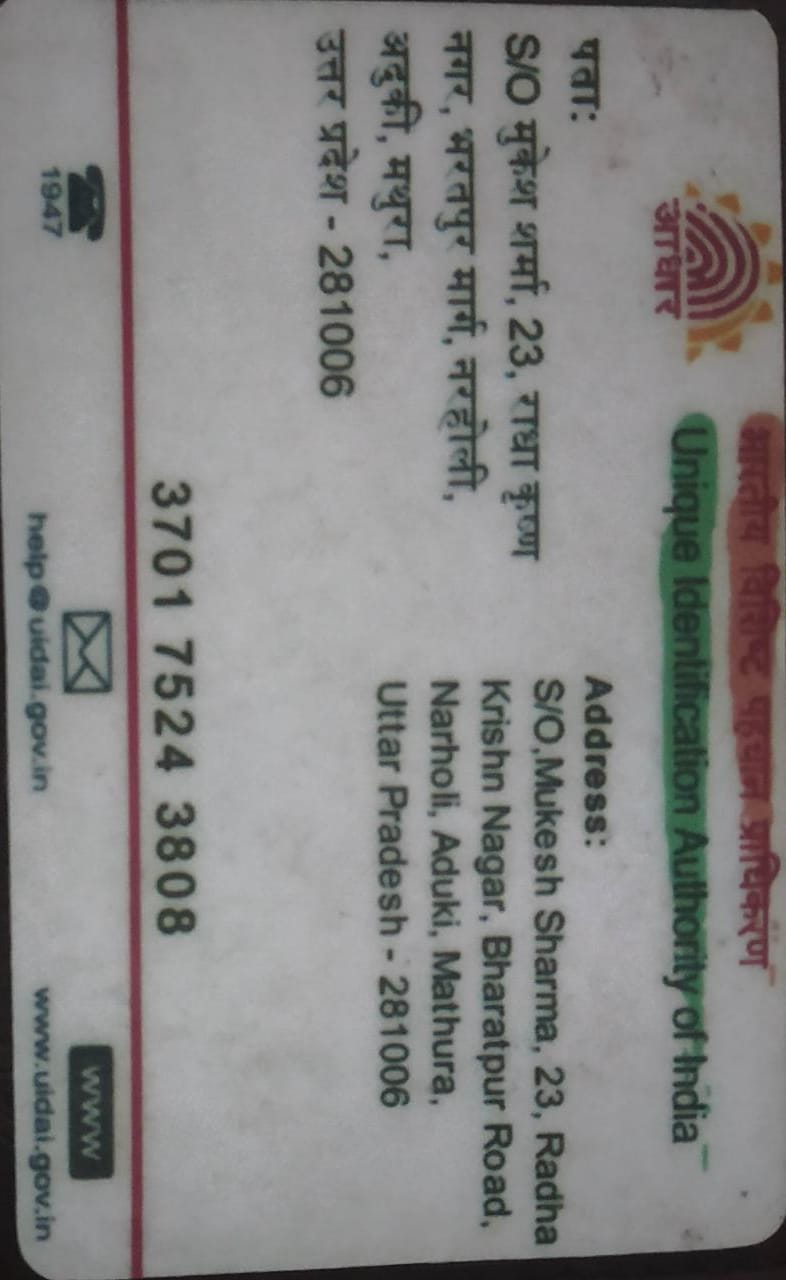 भारतीय विशिष्ट पहचान प्राधिकरण
Unique Identification Authority of India
आधार
पता:
S/O मुकेश शर्मा, 23, राधा कृष्ण
नगर, भरतपुर मार्ग, नरहोली,
अदुकी, मथुरा,
उत्तर प्रदेश - 281006
Address:
S/O,Mukesh Sharma, 23, Radha
Krishn Nagar, Bharatpur Road,
Narholi, Aduki, Mathura,
Uttar Pradesh - 281006
3701 7524 3808
1947
help@uidai.gov.in
www
www.uidai.gov.in